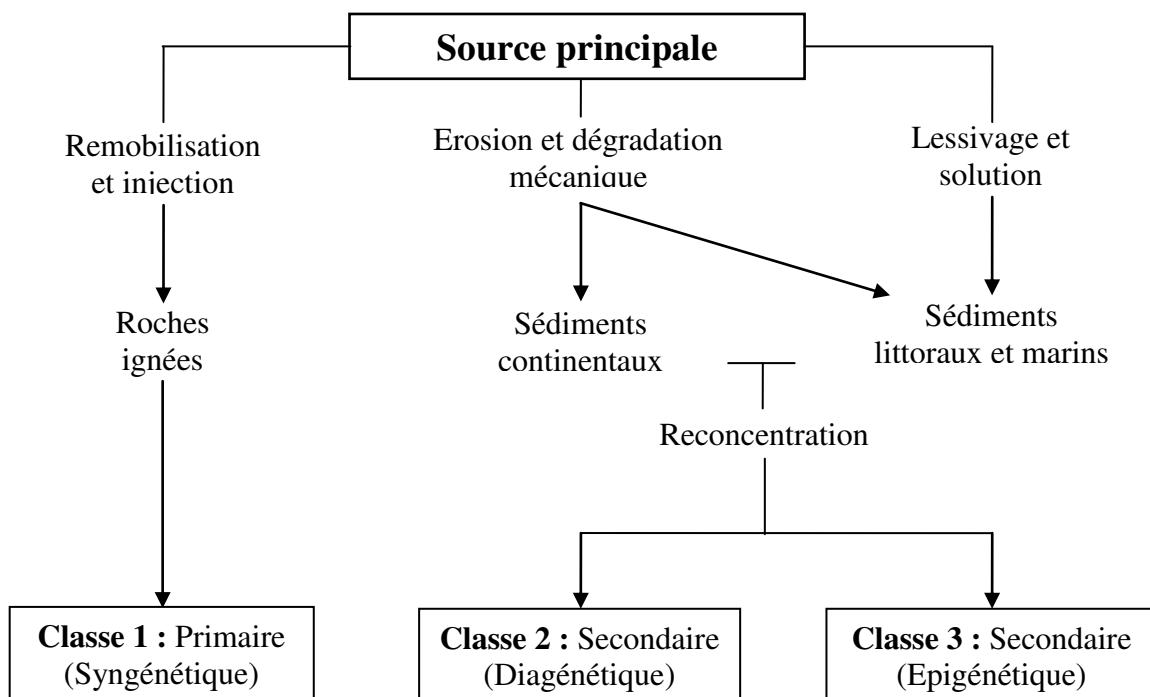 Source principale
Remobilisation
et injection
Erosion et dégradation
mécanique
Lessivage et
solution
Roches
ignées
Sédiments
continentaux
Sédiments
littoraux et marins
Reconcentration
Classe 1 : Primaire
(Syngénétique)
Classe 2 : Secondaire
(Diagénétique)
Classe 3 : Secondaire
(Epigénétique)